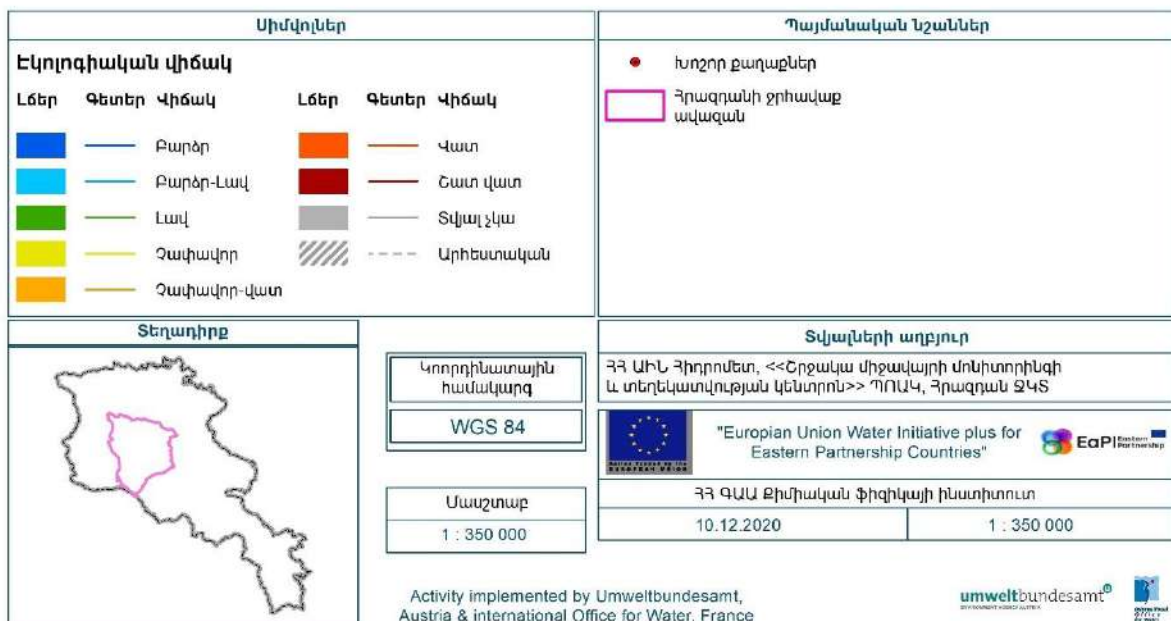 Սիմվոլներ
Էկոլոգիական վիճակ
Լճեր Գետեր Վիճակ Լճեր Գետեր Վիճակ
Բարձր Վատ
Բարձր-Լավ Շատ վատ
Լավ Տվյալ չկա
Չափավոր Արհեստական
Չափավոր-վատ
Պայմանական նշաններ
Խոշոր քաղաքներ
Հրազդանի ջրհավաք
ավազան
Տեղադիրք
Կոորդինատային
համակարգ
WGS 84
Մասշտաբ
1 : 350 000
Տվյալների աղբյուր
ՀՀ ԱԻՆ Հիդրոմետ, <<Շրջակա միջավայրի մոնիտորինգի
և տեղեկատվության կենտրոն>> ՊՈԱԿ, Հրազդան ՋԿՏ
"Europian Union Water Initiative plus for
Eastern Partnership Countries"
EaP Eastern
Partnership
ՀՀ ԳԱԱ Քիմիական ֆիզիկայի ինստիտուտ
10.12.2020 1 : 350 000
Activity implemented by Umweltbundesamt,
Austria & international Office for Water, France
umweltbundesamt